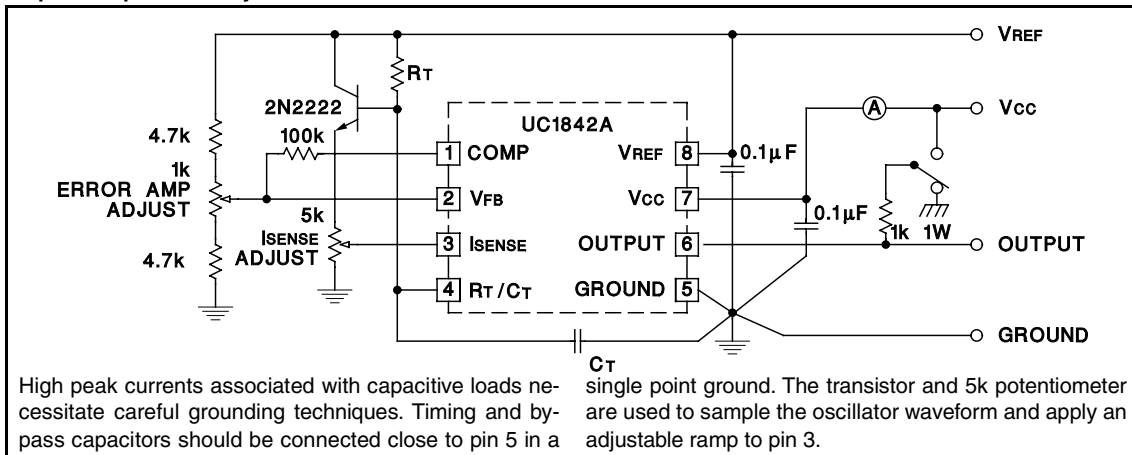 VREF
RT
VCC
A
2N2222
UC1842A
4.7k
100k
1 COMP
VREF 8
0.1µF
1k
ERROR AMP
ADJUST
2 VFB
VCC 7
0.1µF
5k
ISENSE
ADJUST
3 ISENSE
OUTPUT 6
1k 1W
OUTPUT
4.7k
4 RT/CT
GROUND 5
GROUND
CT
High peak currents associated with capacitive loads ne-
cessitate careful grounding techniques. Timing and by-
pass capacitors should be connected close to pin 5 in a
single point ground. The transistor and 5k potentiometer
are used to sample the oscillator waveform and apply an
adjustable ramp to pin 3.